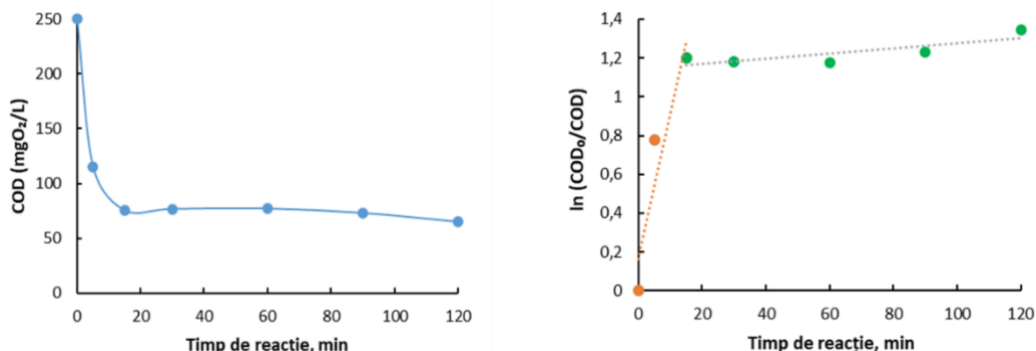 COD (mgO₂/L)
250
200
150
100
50
0
0 20 40 60 80 100 120
Timp de reacție, min
ln (COD₀/COD)
1,4
1,2
1
0,8
0,6
0,4
0,2
0
0 20 40 60 80 100 120
Timp de reacție, min